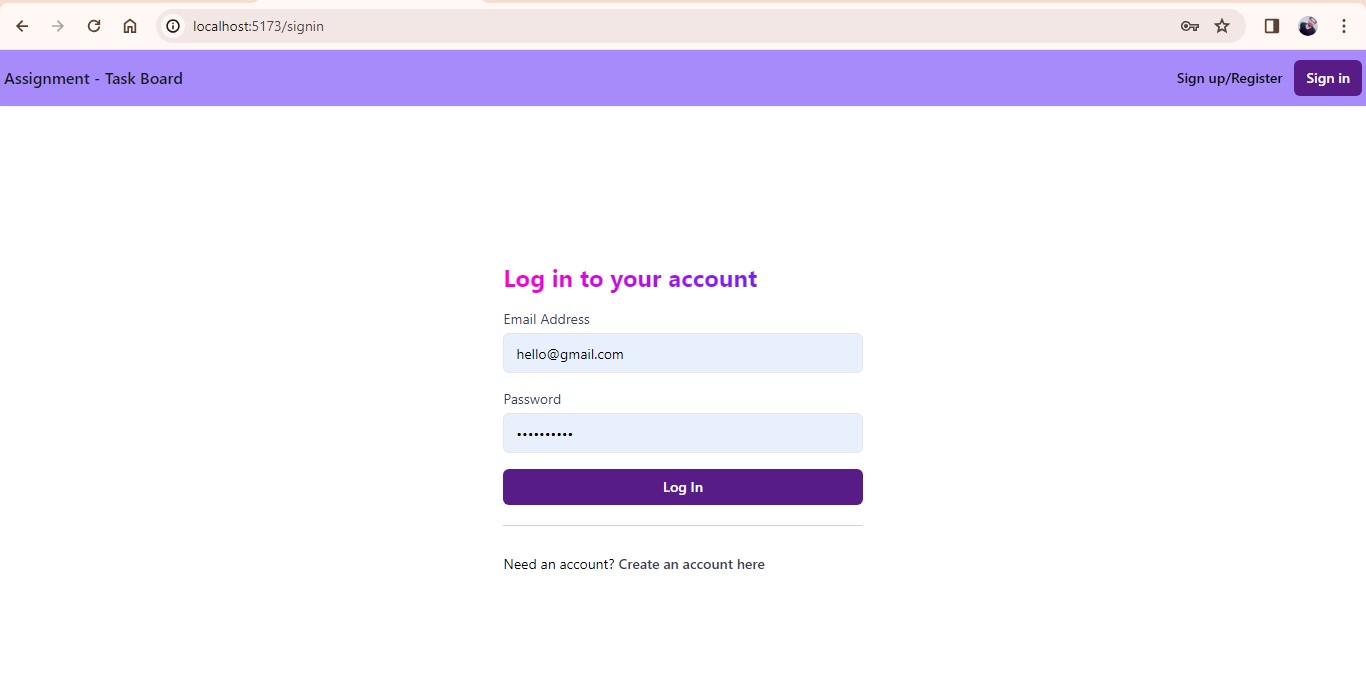 localhost:5173/signin
Assignment - Task Board
Sign up/Register
Sign in
Log in to your account
Email Address
hello@gmail.com
Password
••••••••••
Log In
Need an account? Create an account here